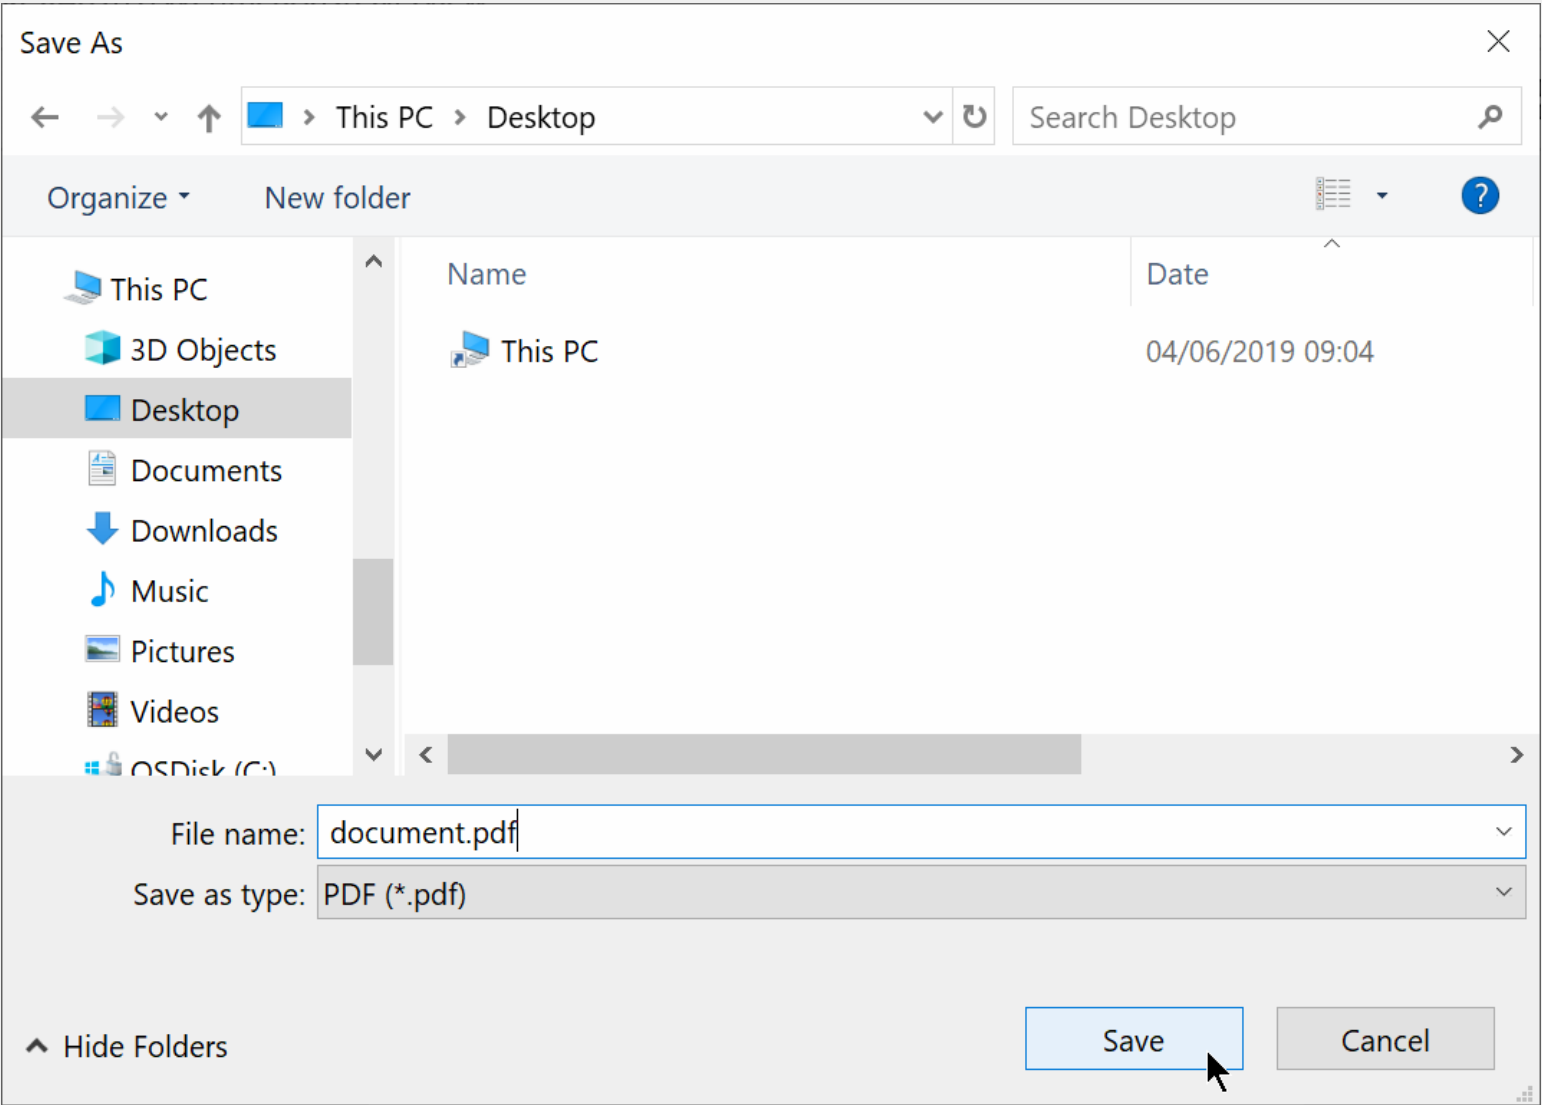 Save As
This PC > Desktop
Search Desktop
Organize
New folder
?
Name
Date
This PC
3D Objects
Desktop
Documents
Downloads
Music
Pictures
Videos
OSDisk (C:)
This PC
04/06/2019 09:04
File name: document.pdf
Save as type: PDF (*.pdf)
Hide Folders
Save
Cancel